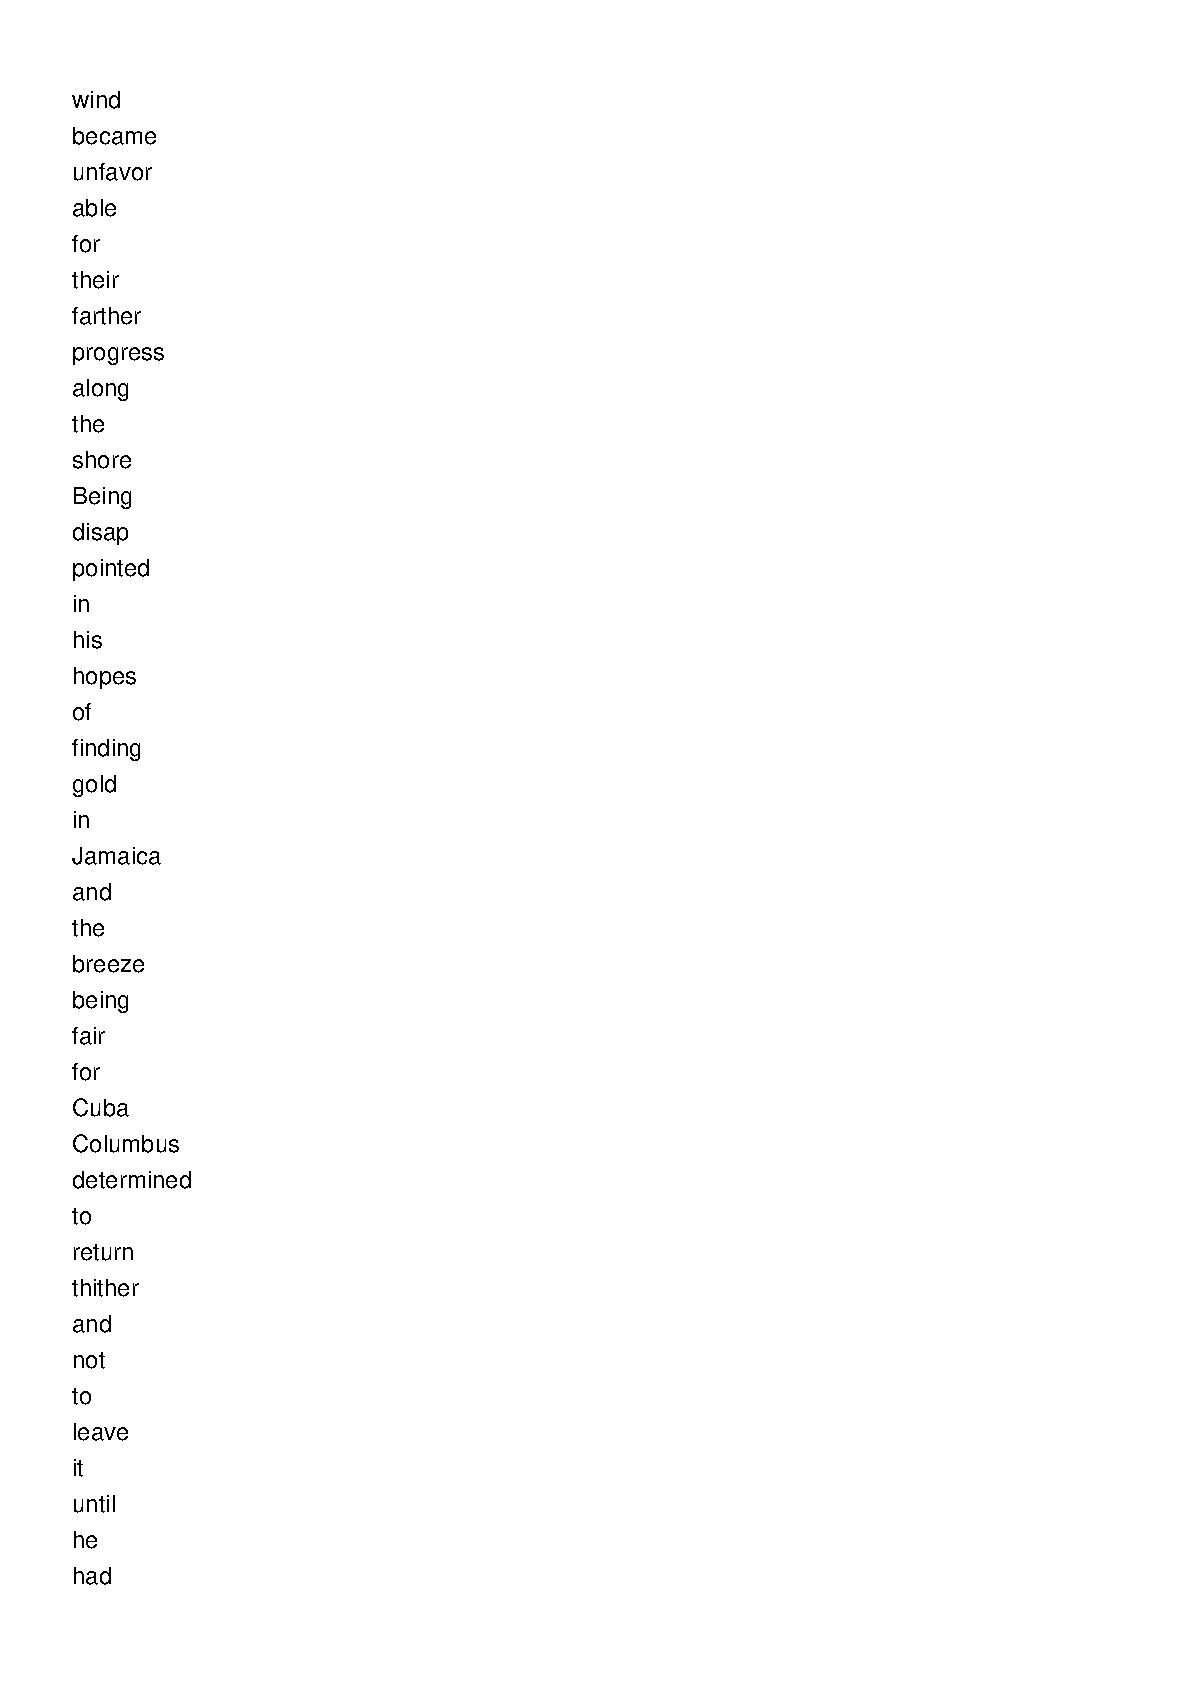 wind
became
unfavor
able
for
their
farther
progress
along
the
shore
Being
disap
pointed
in
his
hopes
of
finding
gold
in
Jamaica
and
the
breeze
being
fair
for
Cuba
Columbus
determined
to
return
thither
and
not
to
leave
it
until
he
had